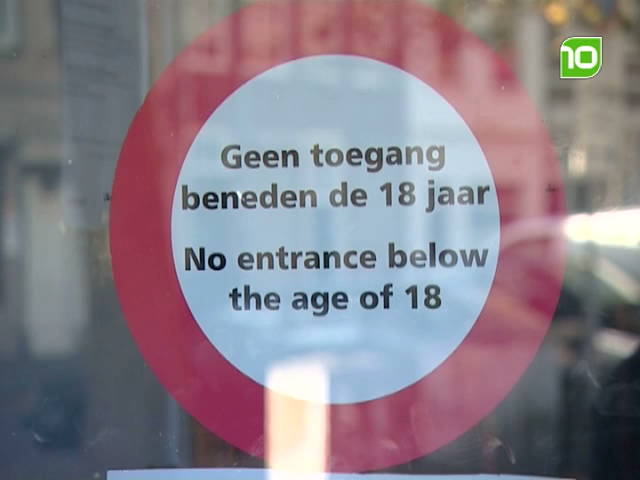 10
Geen toegang
beneden de 18 jaar
No entrance below
the age of 18